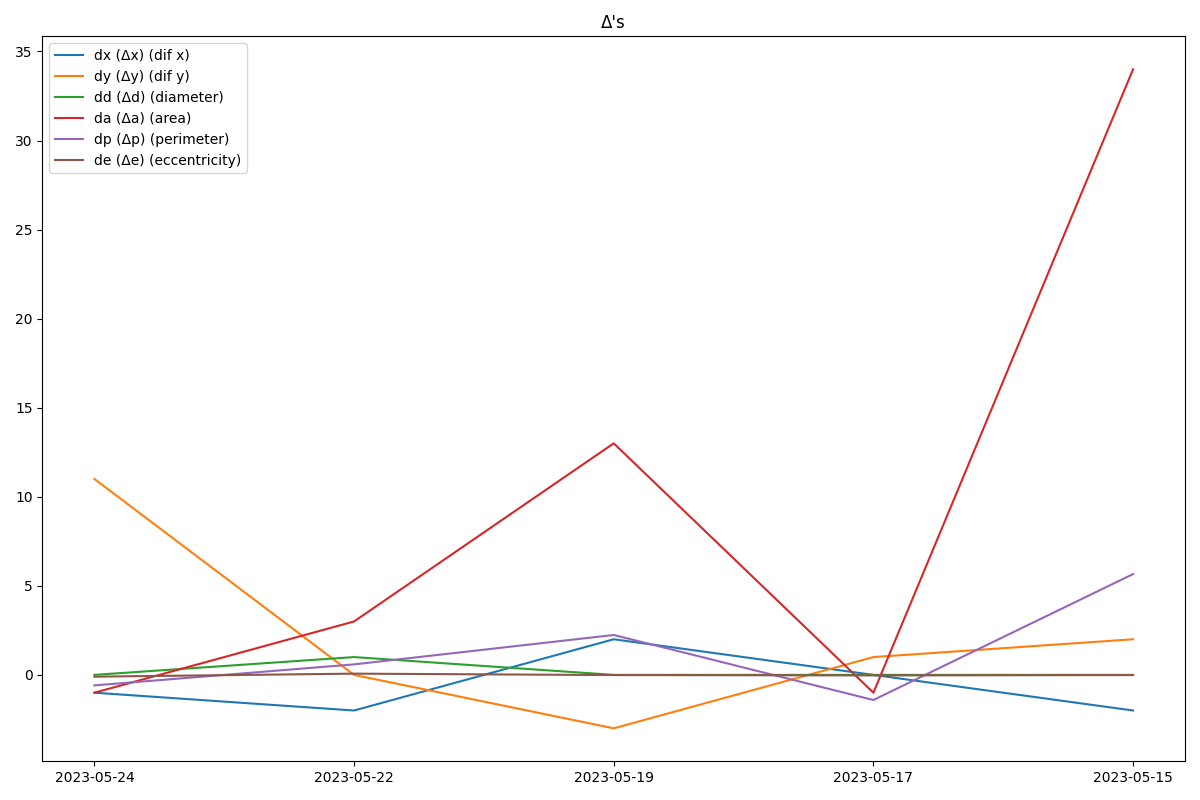 Δ's
dx (Δx) (dif x)
dy (Δy) (dif y)
dd (Δd) (diameter)
da (Δa) (area)
dp (Δp) (perimeter)
de (Δe) (eccentricity)
35
30
25
20
15
10
5
0
2023-05-24 2023-05-22 2023-05-19 2023-05-17 2023-05-15